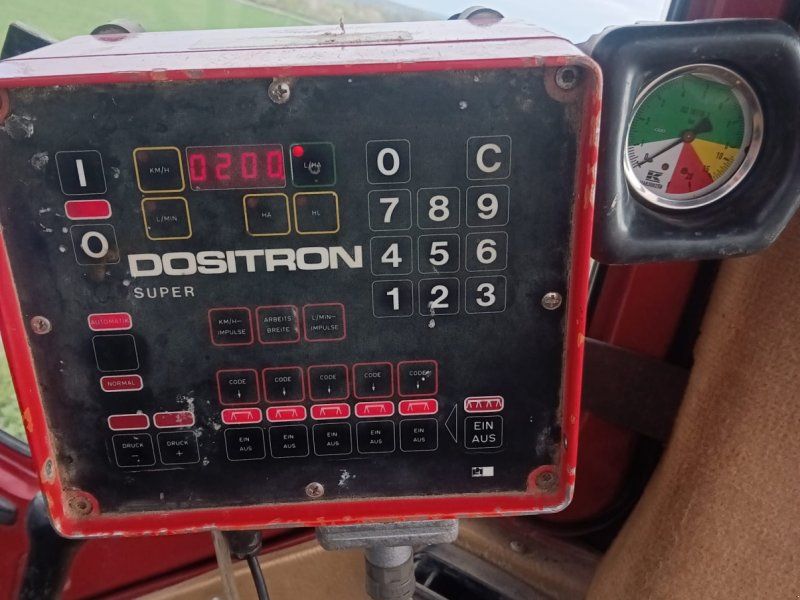 I KM/H 0200 L/HA 0 C
O L/MIN HA HL 7 8 9
DOSITRON 4 5 6
SUPER 1 2 3
AUTOMATIK KM/H-IMPULSE ARBEITS BREITE L/MIN-IMPULSE
NORMAL CODE CODE CODE CODE CODE
DRUCK - DRUCK + EIN AUS EIN AUS EIN AUS EIN AUS EIN AUS EIN AUS